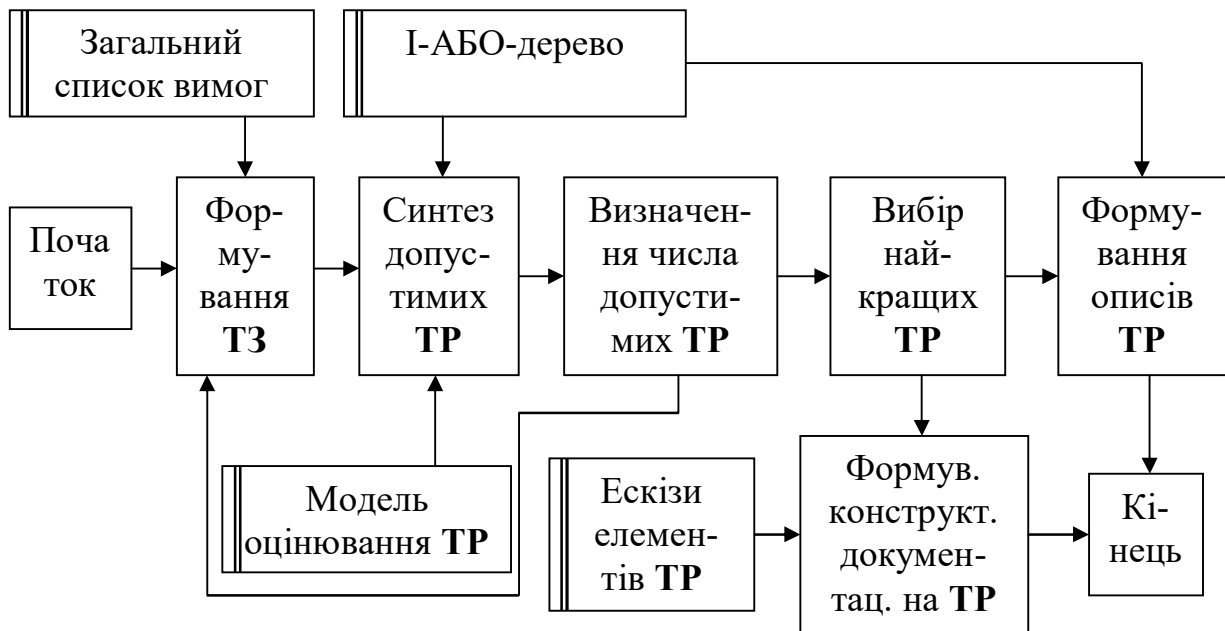 Загальний
список вимог
І-АБО-дерево
Поча
ток
Фор-
му-
вання
ТЗ
Синтез
допус-
тимих
ТР
Визначен-
ня числа
допусти-
мих ТР
Вибір
най-
кращих
ТР
Форму-
вання
описів
ТР
Модель
оцінювання ТР
Ескізи
елемен-
тів ТР
Формув.
конструкт.
докумен-
тац. на ТР
Кі-
нець